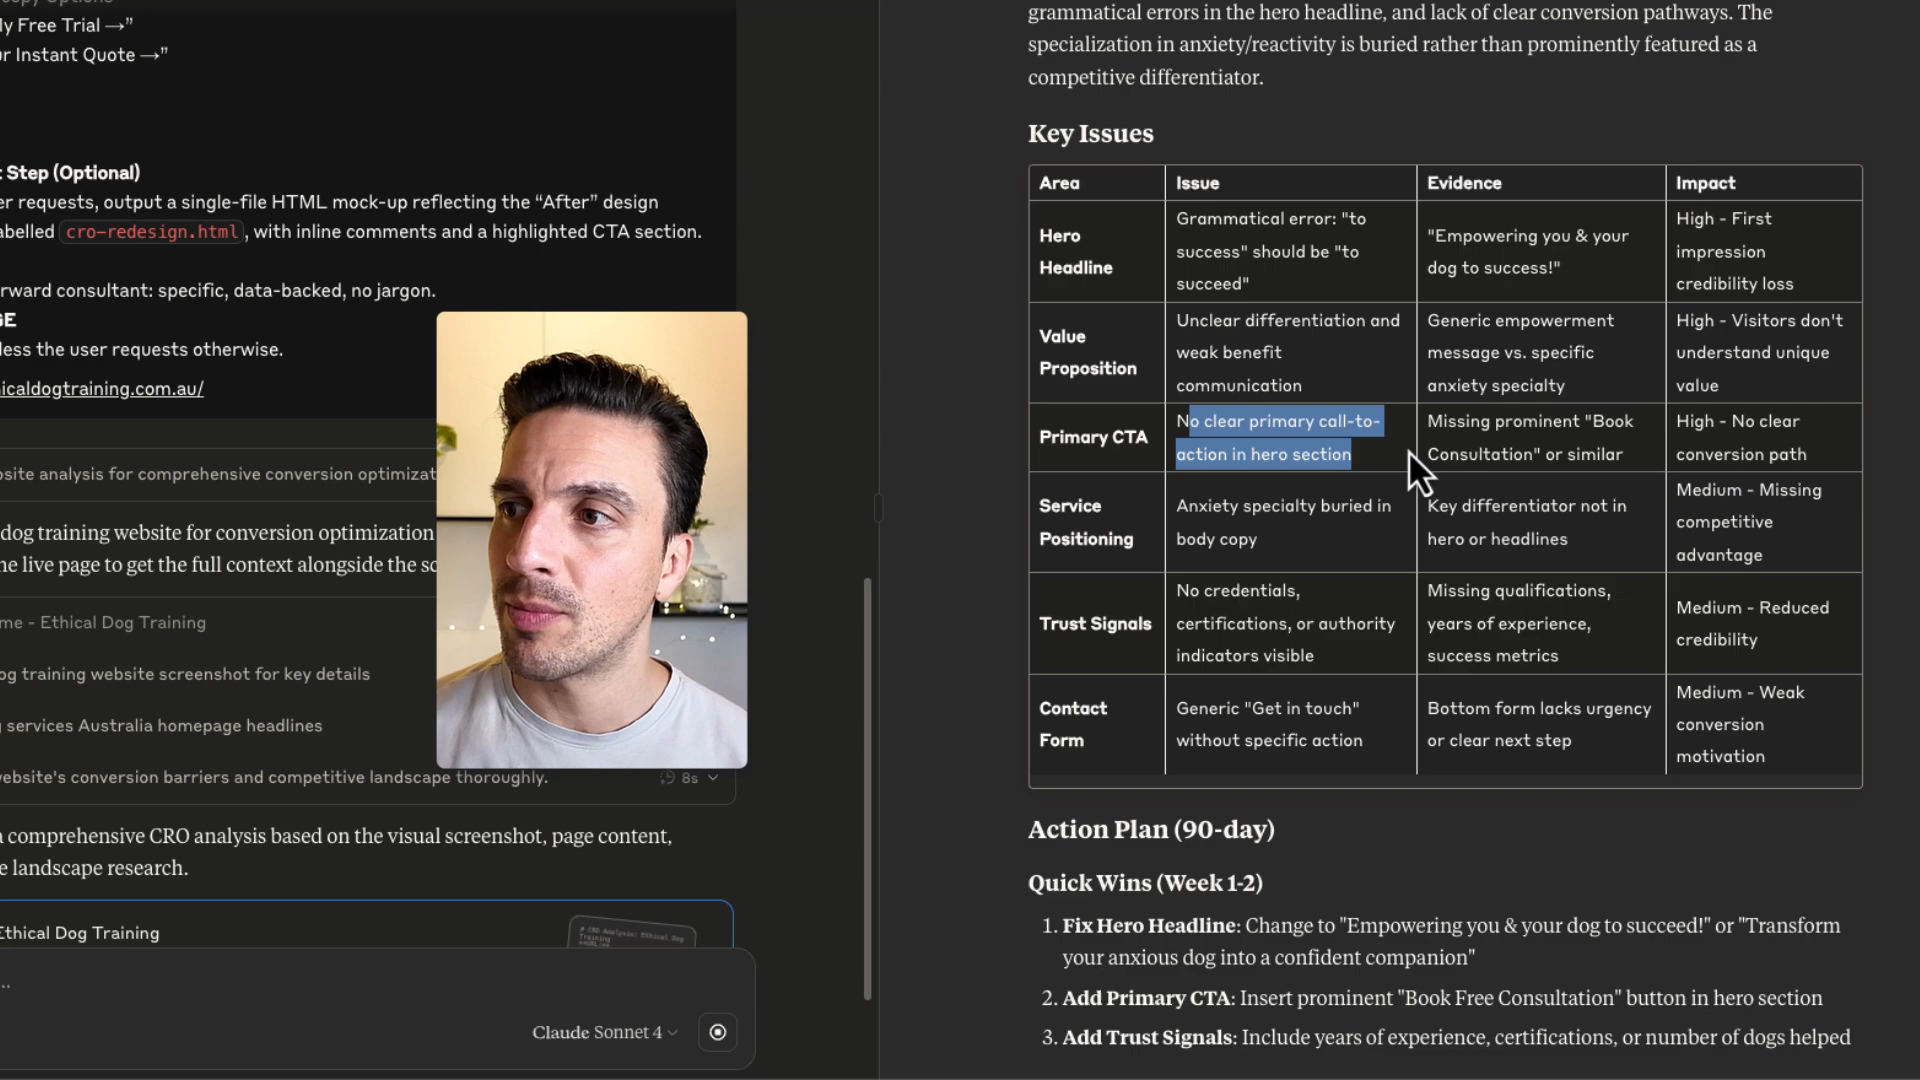 My Free Trial →”
ur Instant Quote →”
Step (Optional)
er requests, output a single-file HTML mock-up reflecting the “After” design
abelled cro-redesign.html, with inline comments and a highlighted CTA section.
rward consultant: specific, data-backed, no jargon.
GE
less the user requests otherwise.
icaldogtraining.com.au/
site analysis for comprehensive conversion optimizat
dog training website for conversion optimization
he live page to get the full context alongside the sc
me - Ethical Dog Training
og training website screenshot for key details
services Australia homepage headlines
website's conversion barriers and competitive landscape thoroughly.
8s
a comprehensive CRO analysis based on the visual screenshot, page content,
e landscape research.
Ethical Dog Training
# CRO Analysis: Ethical Dog
Training
..
Claude Sonnet 4
grammatical errors in the hero headline, and lack of clear conversion pathways. The
specialization in anxiety/reactivity is buried rather than prominently featured as a
competitive differentiator.
Key Issues
Area Issue Evidence Impact
Hero
Headline
Grammatical error: "to
success" should be "to
succeed"
"Empowering you & your
dog to success!"
High - First
impression
credibility loss
Value
Proposition
Unclear differentiation and
weak benefit
communication
Generic empowerment
message vs. specific
anxiety specialty
High - Visitors don't
understand unique
value
Primary CTA
No clear primary call-to-
action in hero section
Missing prominent "Book
Consultation" or similar
High - No clear
conversion path
Service
Positioning
Anxiety specialty buried in
body copy
Key differentiator not in
hero or headlines
Medium - Missing
competitive
advantage
Trust Signals
No credentials,
certifications, or authority
indicators visible
Missing qualifications,
years of experience,
success metrics
Medium - Reduced
credibility
Contact
Form
Generic "Get in touch"
without specific action
Bottom form lacks urgency
or clear next step
Medium - Weak
conversion
motivation
Action Plan (90-day)
Quick Wins (Week 1-2)
1. Fix Hero Headline: Change to "Empowering you & your dog to succeed!" or "Transform
your anxious dog into a confident companion"
2. Add Primary CTA: Insert prominent "Book Free Consultation" button in hero section
3. Add Trust Signals: Include years of experience, certifications, or number of dogs helped